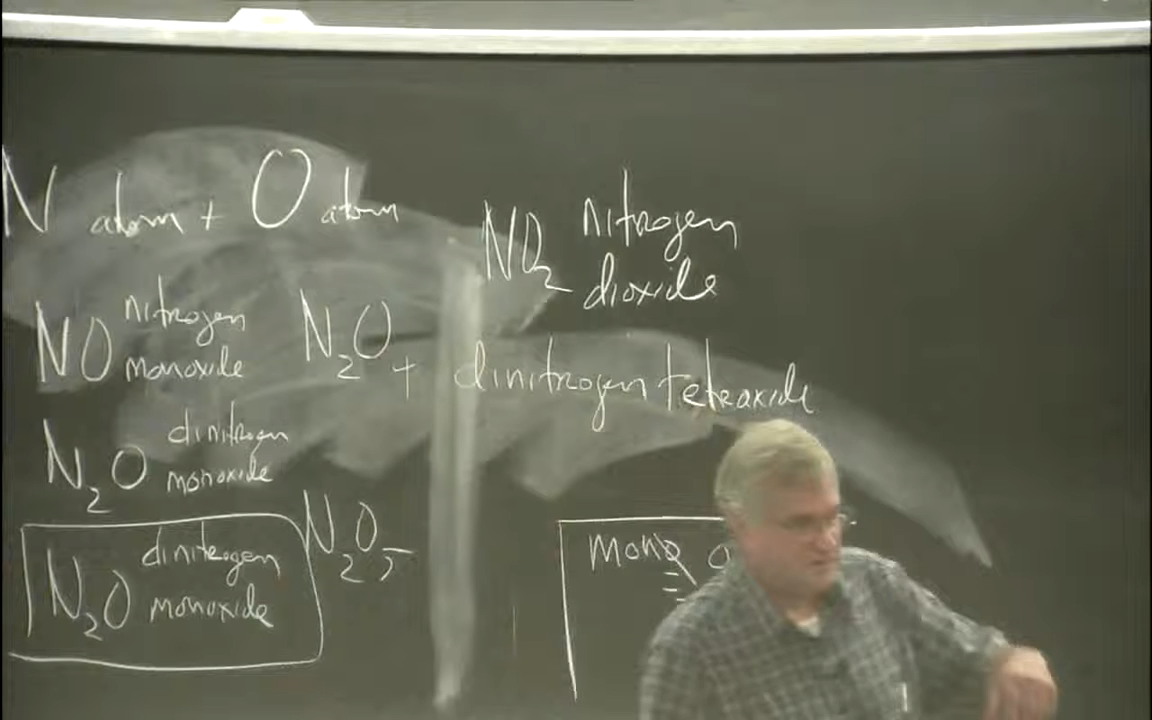 N atom + O atom
NO2 nitrogen
dioxide
NO nitrogen
monoxide
N2O4 dinitrogen tetraoxide
N2O dinitrogen
monoxide
N2O5
N2O dinitrogen
monoxide
mono